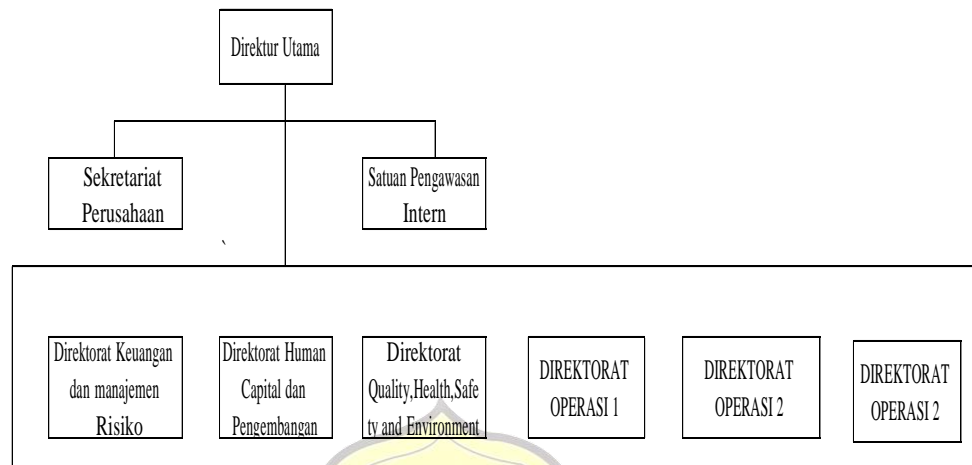 Direktur Utama
Sekretariat
Perusahaan
Satuan Pengawasan
Intern
`
Direktorat Keuangan
dan manajemen
Risiko
Direktorat Human
Capital dan
Pengembangan
Direktorat
Quality,Health,Safe
ty and Environment
DIREKTORAT
OPERASI 1
DIREKTORAT
OPERASI 2
DIREKTORAT
OPERASI 2